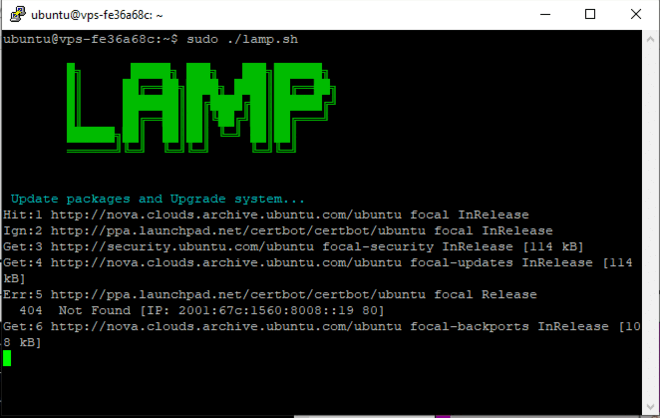 ubuntu@vps-fe36a68c: ~
ubuntu@vps-fe36a68c:~$ sudo ./lamp.sh
LAMP
Update packages and Upgrade system...
Hit:1 http://nova.clouds.archive.ubuntu.com/ubuntu focal InRelease
Ign:2 http://ppa.launchpad.net/certbot/certbot/ubuntu focal InRelease
Get:3 http://security.ubuntu.com/ubuntu focal-security InRelease [114 kB]
Get:4 http://nova.clouds.archive.ubuntu.com/ubuntu focal-updates InRelease [114
kB]
Err:5 http://ppa.launchpad.net/certbot/certbot/ubuntu focal Release
404  Not Found [IP: 2001:67c:1560:8008::19 80]
Get:6 http://nova.clouds.archive.ubuntu.com/ubuntu focal-backports InRelease [10
8 kB]